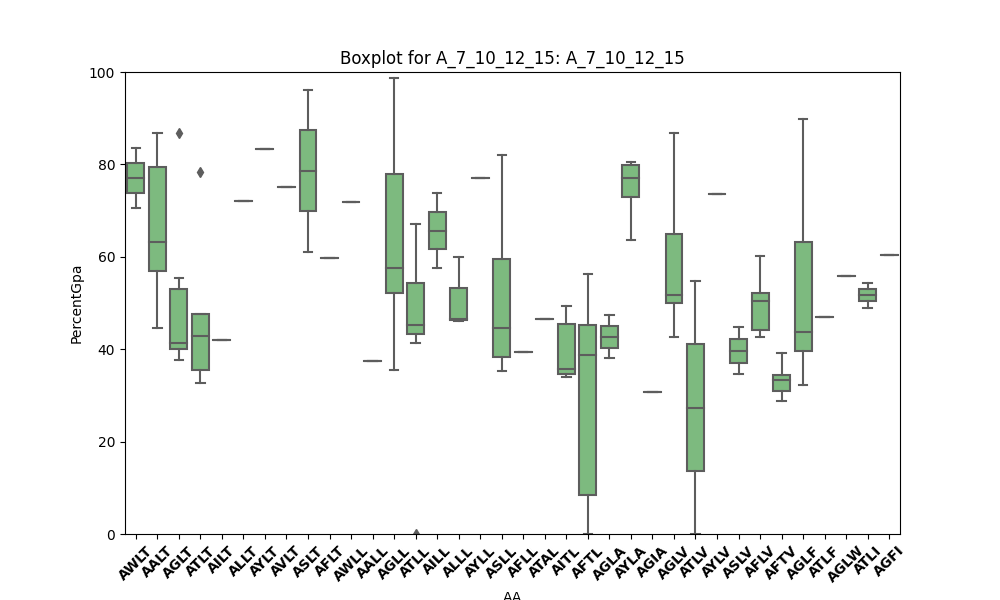 Boxplot for A_7_10_12_15: A_7_10_12_15
PercentGpa
100
80
60
40
20
0
AWLT AALT AGLT ATLT AILT ALLT AYLT AVLT ASLT AFLT AWLL AALL AGLL ATLL AILL ALLL AYLL ASLL AFLL ATAL AITL AFTL AGLA AYLA AGIA AGLV ATLV AYLV ASLV AFLV AFTV AGLF ATLF AGLW ATLI AGFI
AA